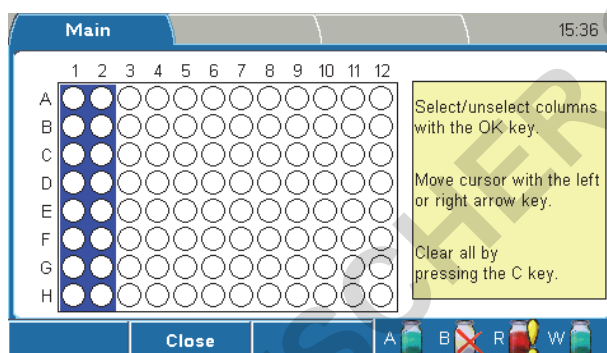 Main
15:36
1 2 3 4 5 6 7 8 9 10 11 12
A
B
C
D
E
F
G
H
Select/unselect columns
with the OK key.
Move cursor with the left
or right arrow key.
Clear all by
pressing the C key.
Close
A B R W
SCHER